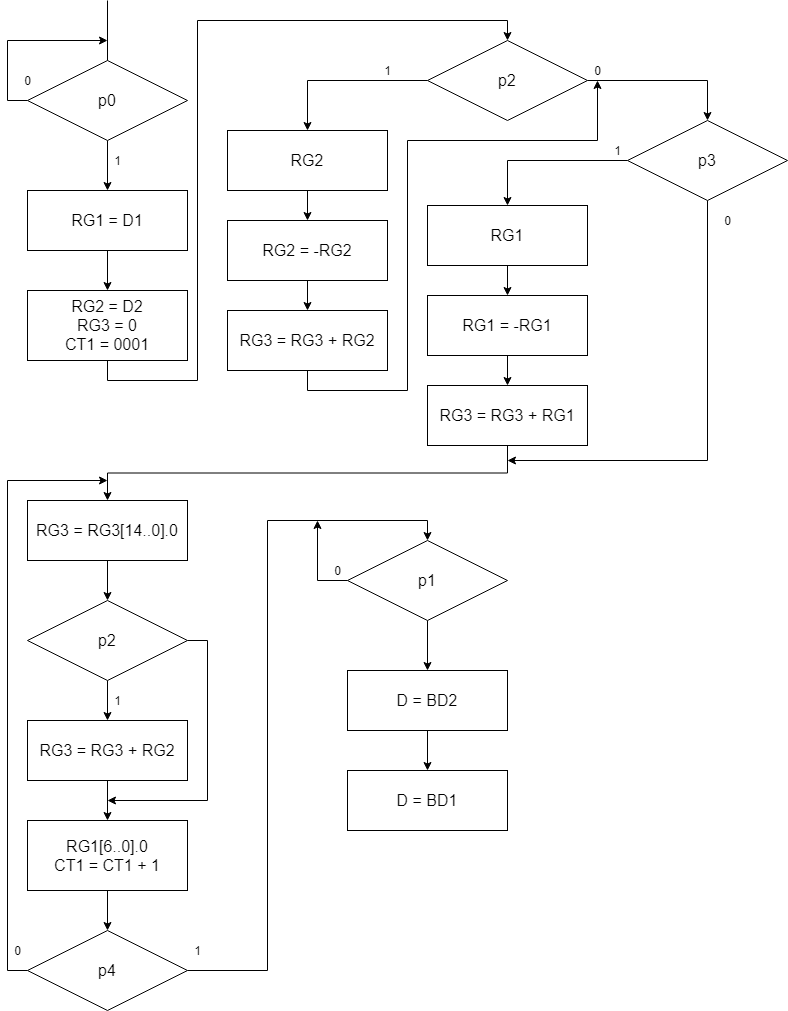 0
p0
1
RG1 = D1
RG2 = D2
RG3 = 0
CT1 = 0001
1
p2
0
RG2
RG2 = -RG2
RG3 = RG3 + RG2
1
p3
0
RG1
RG1 = -RG1
RG3 = RG3 + RG1
RG3 = RG3[14..0].0
p2
1
RG3 = RG3 + RG2
RG1[6..0].0
CT1 = CT1 + 1
0
p4
1
0
p1
D = BD2
D = BD1